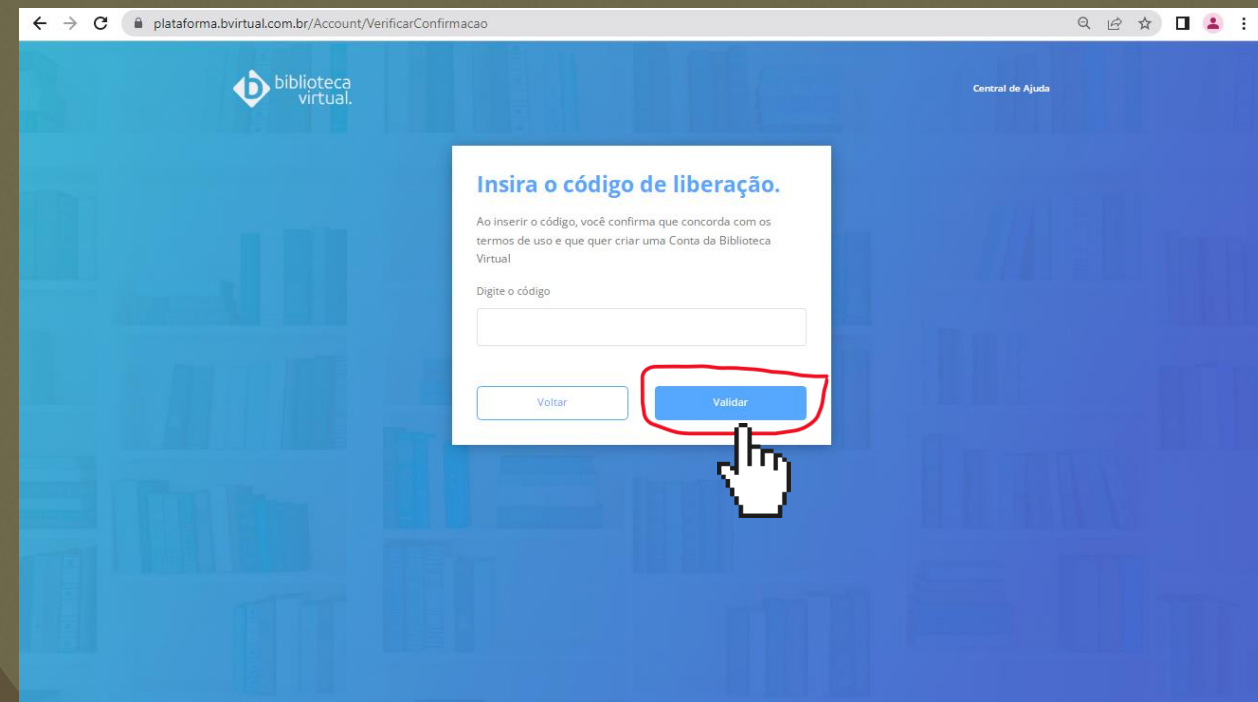 plataforma.bvirtual.com.br/Account/VerificarConfirmacao
biblioteca
virtual.
Central de Ajuda
Insira o código de liberação.
Ao inserir o código, você confirma que concorda com os
termos de uso e que quer criar uma Conta da Biblioteca
Virtual
Digite o código
Voltar
Validar